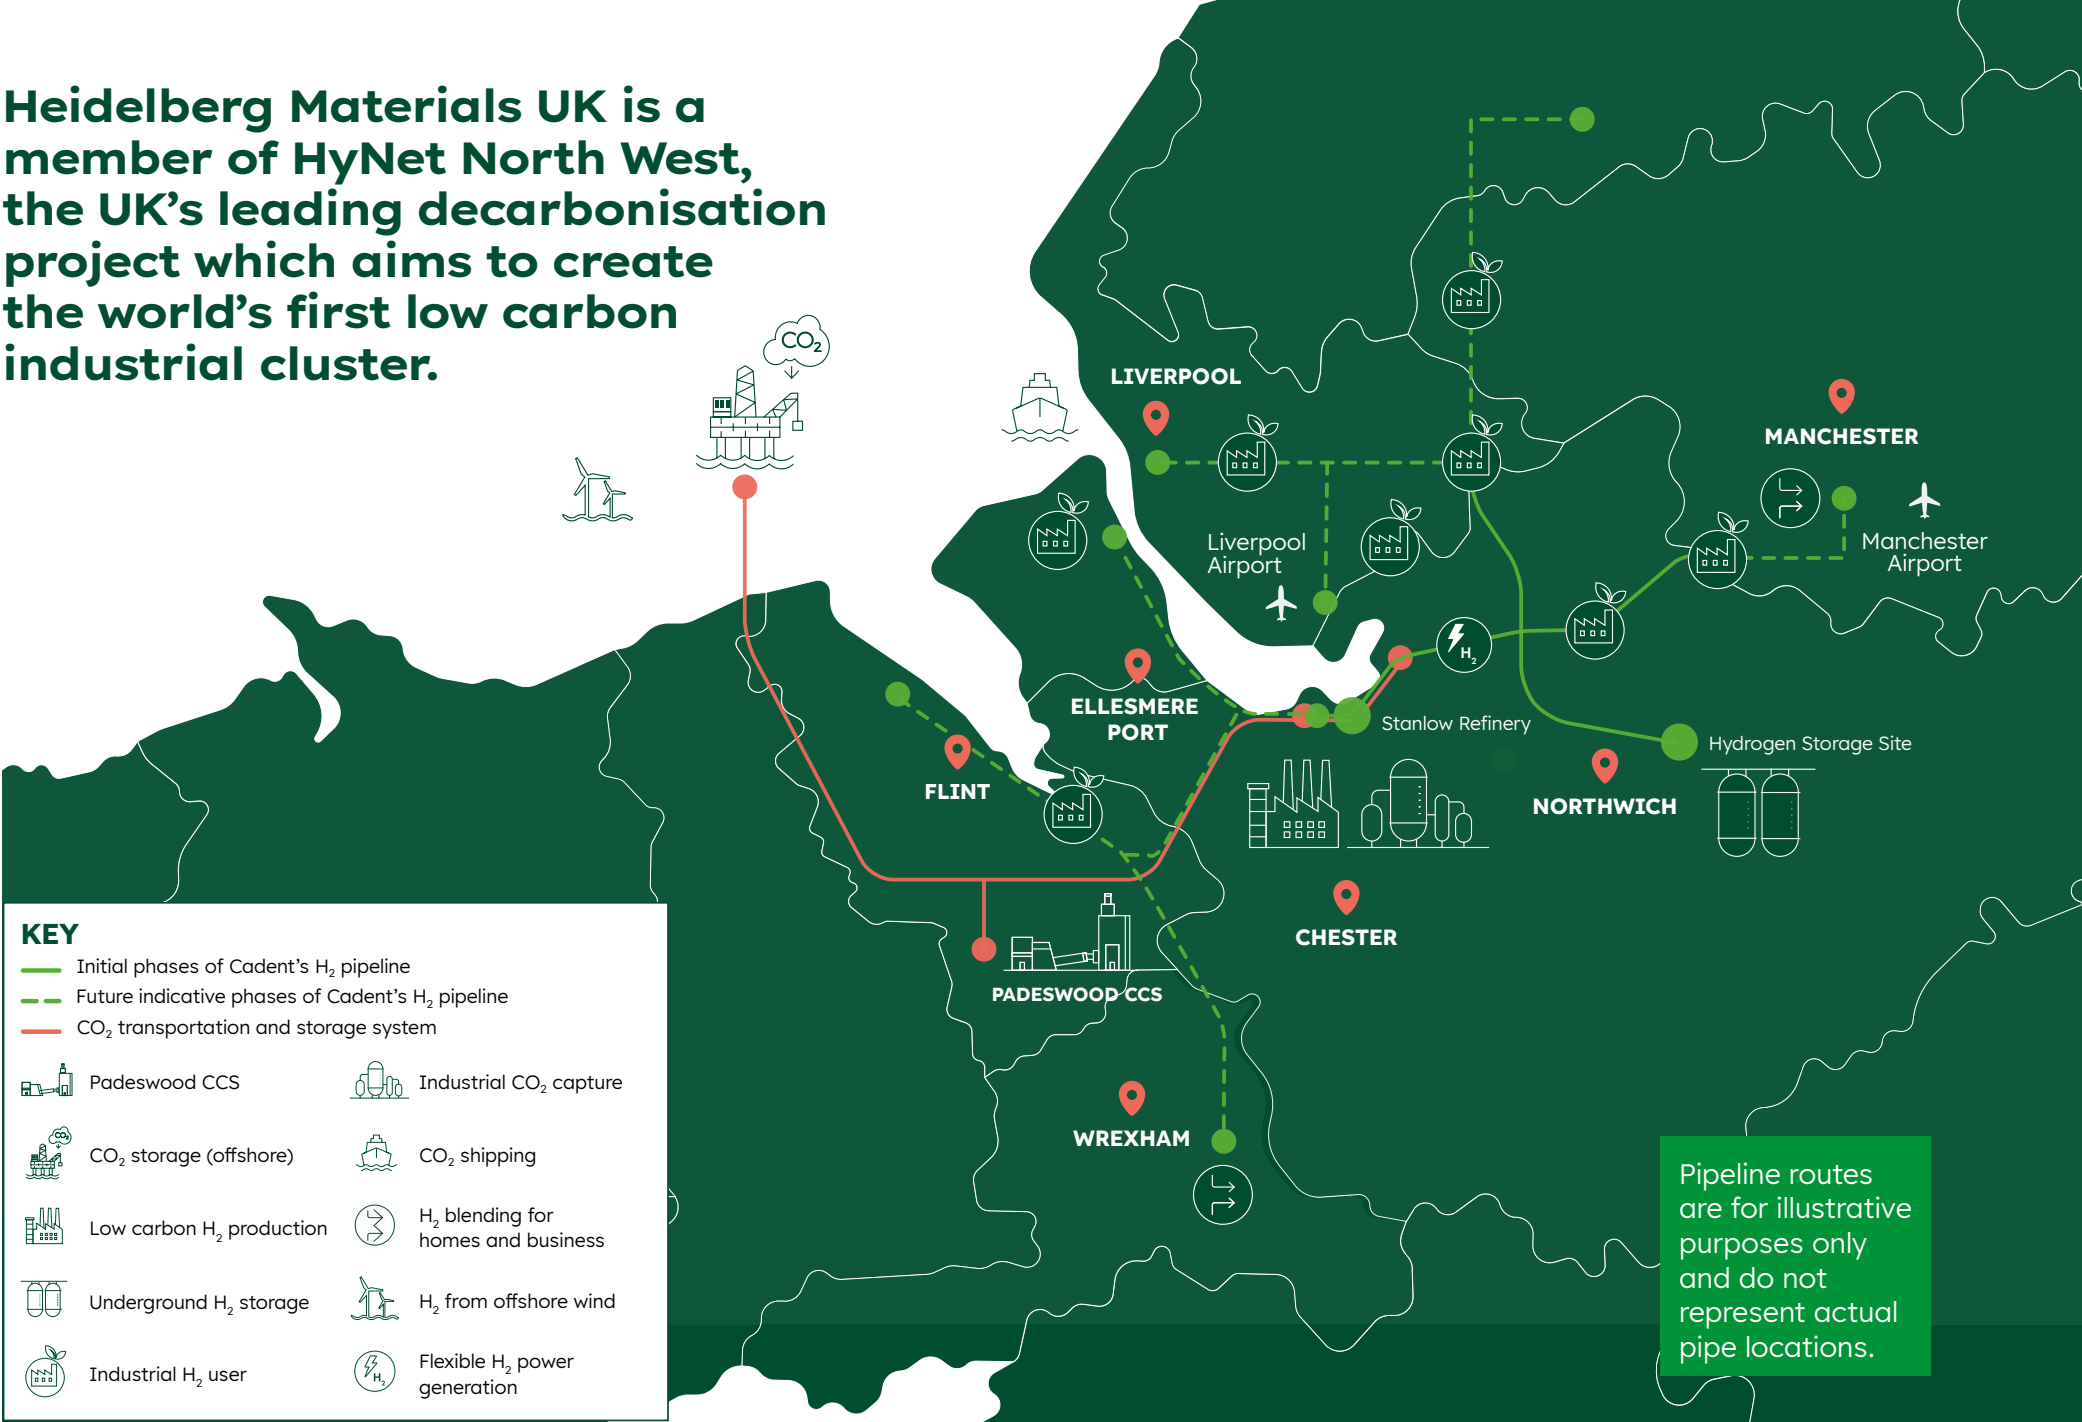 Heidelberg Materials UK is a
member of HyNet North West,
the UK’s leading decarbonisation
project which aims to create
the world’s first low carbon
industrial cluster.
CO₂
LIVERPOOL
MANCHESTER
Liverpool
Airport
Manchester
Airport
H₂
ELLESMERE
PORT
Stanlow Refinery
Hydrogen Storage Site
FLINT
NORTHWICH
CHESTER
PADESWOOD CCS
WREXHAM
KEY
Initial phases of Cadent’s H₂ pipeline
Future indicative phases of Cadent’s H₂ pipeline
CO₂ transportation and storage system
Padeswood CCS
Industrial CO₂ capture
CO₂
CO₂ storage (offshore)
CO₂ shipping
Low carbon H₂ production
H₂ blending for
homes and business
Underground H₂ storage
H₂ from offshore wind
Industrial H₂ user
H₂
Flexible H₂ power
generation
Pipeline routes
are for illustrative
purposes only
and do not
represent actual
pipe locations.